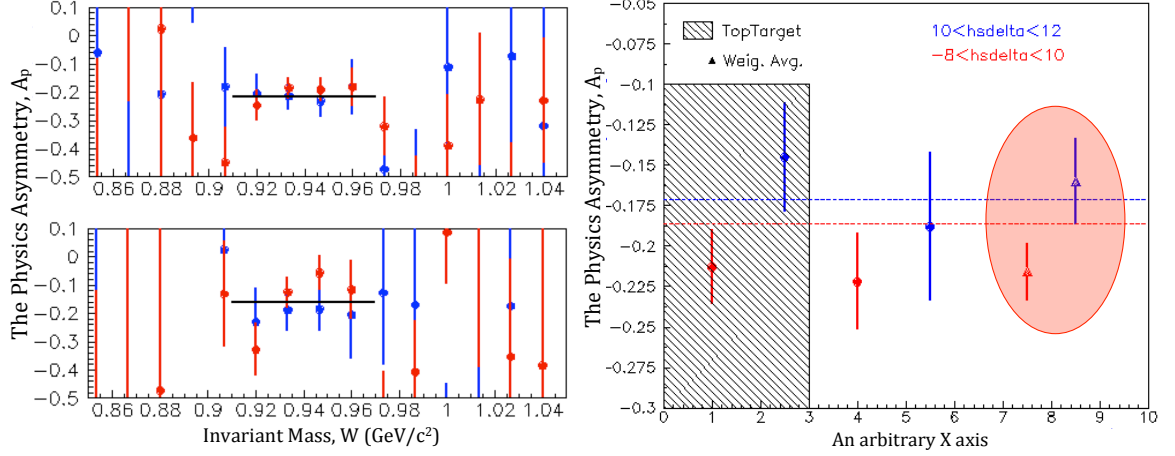 The Physics Asymmetry, Aₚ
0.1
0
−0.1
−0.2
−0.3
−0.4
−0.5
0.86 0.88 0.9 0.92 0.94 0.96 0.98 1 1.02 1.04
0.1
0
−0.1
−0.2
−0.3
−0.4
−0.5
0.86 0.88 0.9 0.92 0.94 0.96 0.98 1 1.02 1.04
Invariant Mass, W (GeV/c²)
The Physics Asymmetry, Aₚ
−0.05
−0.075
−0.1
−0.125
−0.15
−0.175
−0.2
−0.225
−0.25
−0.275
−0.3
TopTarget
Weig. Avg.
10<hsdelta<12
−8<hsdelta<10
0 1 2 3 4 5 6 7 8 9 10
An arbitrary X axis